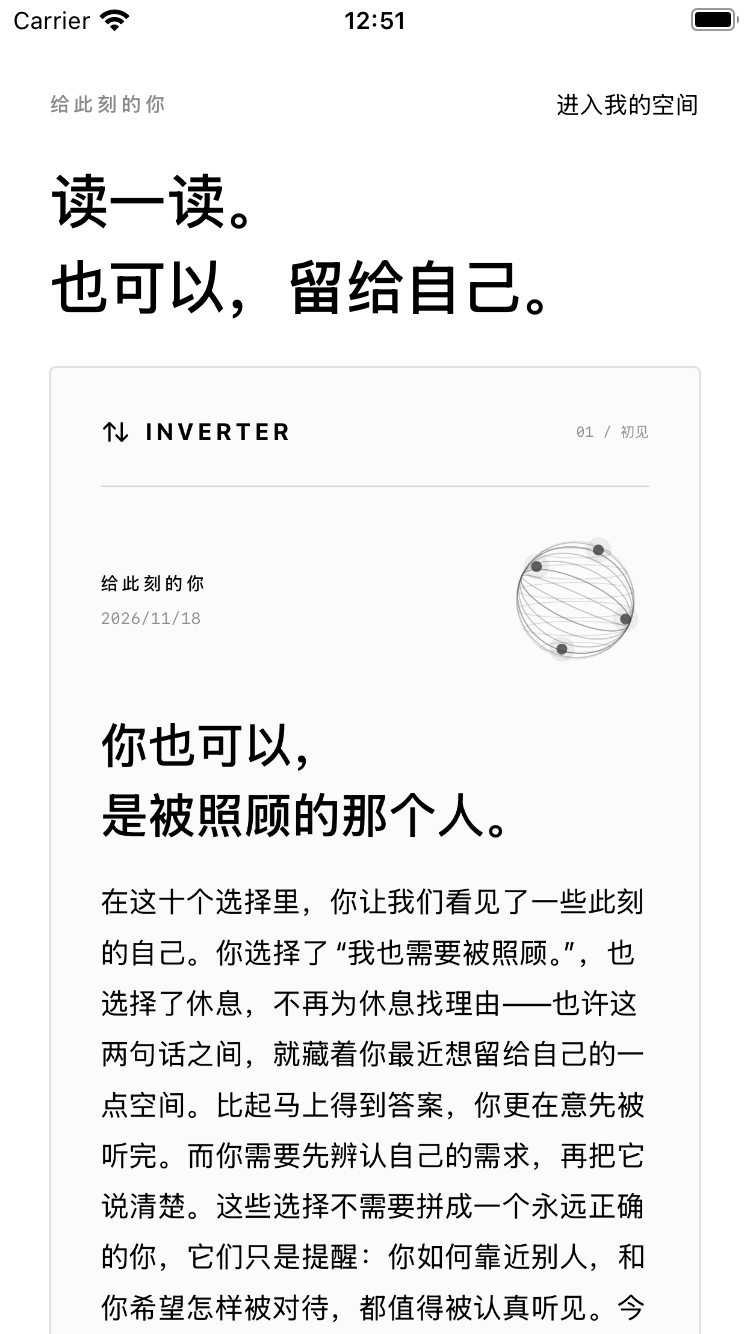 Carrier 12:51
给此刻的你 进入我的空间
读一读。
也可以，留给自己。
INVERTER 01 / 初见
给此刻的你
2026/11/18
你也可以，
是被照顾的那个人。
在这十个选择里，你让我们看见了一些此刻
的自己。你选择了“我也需要被照顾。”，也
选择了休息，不再为休息找理由——也许这
两句话之间，就藏着你最近想留给自己的一
点空间。比起马上得到答案，你更在意先被
听完。而你需要先辨认自己的需求，再把它
说清楚。这些选择不需要拼成一个永远正确
的你，它们只是提醒：你如何靠近别人，和
你希望怎样被对待，都值得被认真听见。今